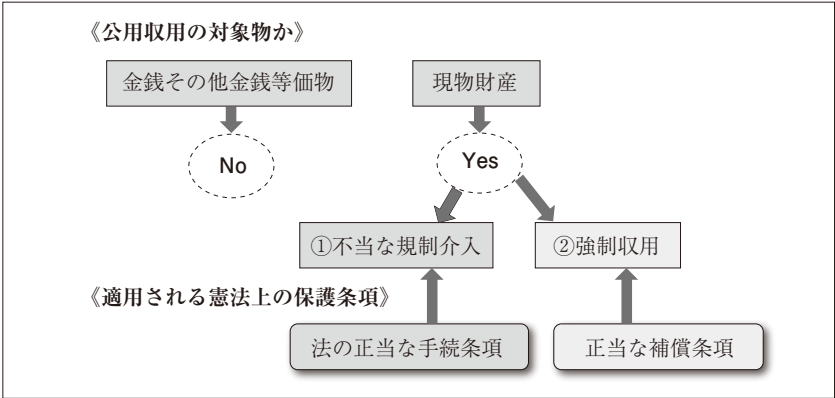 《公用収用の対象物か》
金銭その他金銭等価物
現物財産
No
Yes
①不当な規制介入
②強制収用
《適用される憲法上の保護条項》
法の正当な手続条項
正当な補償条項